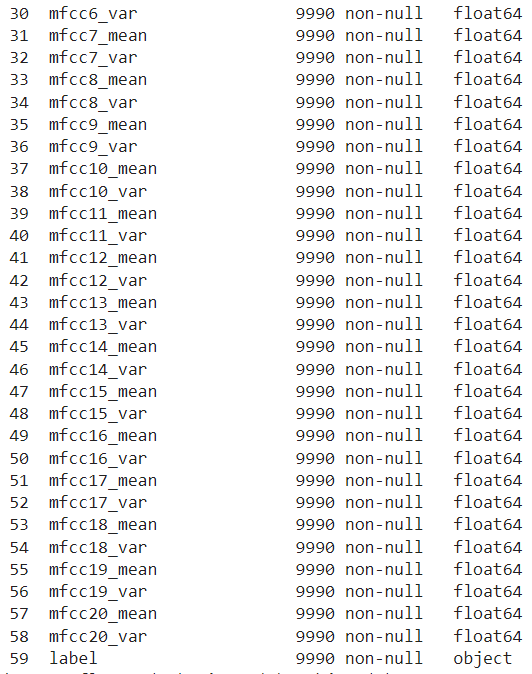 30 mfcc6_var 9990 non-null float64
31 mfcc7_mean 9990 non-null float64
32 mfcc7_var 9990 non-null float64
33 mfcc8_mean 9990 non-null float64
34 mfcc8_var 9990 non-null float64
35 mfcc9_mean 9990 non-null float64
36 mfcc9_var 9990 non-null float64
37 mfcc10_mean 9990 non-null float64
38 mfcc10_var 9990 non-null float64
39 mfcc11_mean 9990 non-null float64
40 mfcc11_var 9990 non-null float64
41 mfcc12_mean 9990 non-null float64
42 mfcc12_var 9990 non-null float64
43 mfcc13_mean 9990 non-null float64
44 mfcc13_var 9990 non-null float64
45 mfcc14_mean 9990 non-null float64
46 mfcc14_var 9990 non-null float64
47 mfcc15_mean 9990 non-null float64
48 mfcc15_var 9990 non-null float64
49 mfcc16_mean 9990 non-null float64
50 mfcc16_var 9990 non-null float64
51 mfcc17_mean 9990 non-null float64
52 mfcc17_var 9990 non-null float64
53 mfcc18_mean 9990 non-null float64
54 mfcc18_var 9990 non-null float64
55 mfcc19_mean 9990 non-null float64
56 mfcc19_var 9990 non-null float64
57 mfcc20_mean 9990 non-null float64
58 mfcc20_var 9990 non-null float64
59 label 9990 non-null object